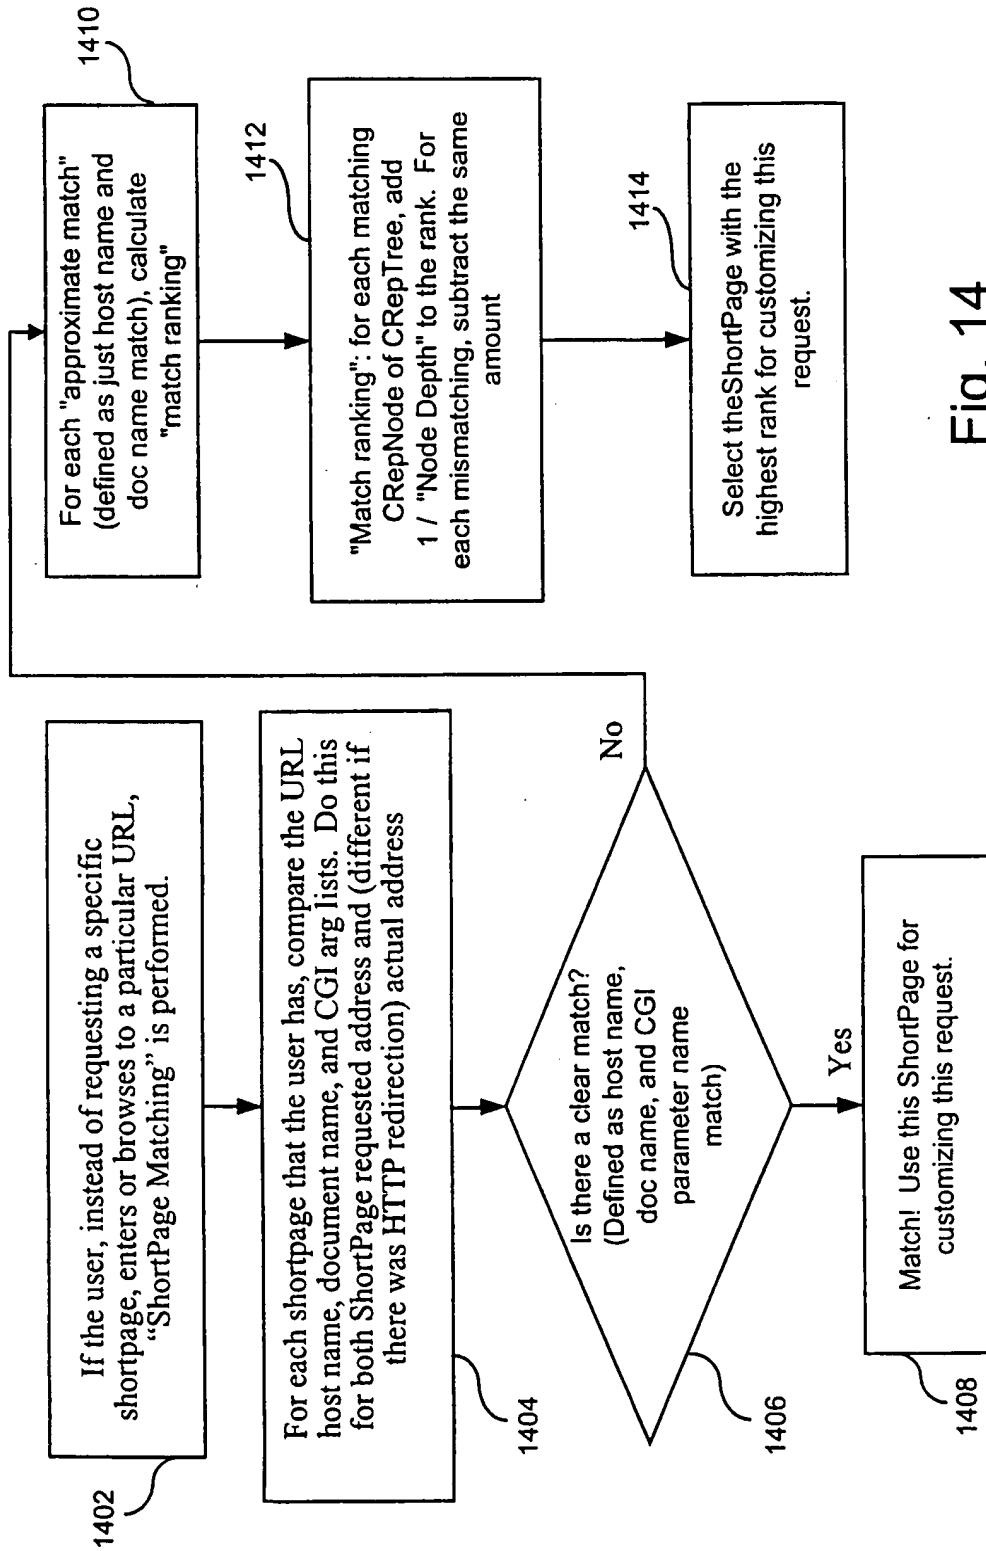 If the user, instead of requesting a specific
shortpage, enters or browses to a particular URL,
“ShortPage Matching” is performed.
1402
For each shortpage that the user has, compare the URL
host name, document name, and CGI arg lists. Do this
for both ShortPage requested address and (different if
there was HTTP redirection) actual address
1404
Is there a clear match?
(Defined as host name,
doc name, and CGI
parameter name
match)
1406
No
Yes
Match! Use this ShortPage for
customizing this request.
1408
For each "approximate match"
(defined as just host name and
doc name match), calculate
"match ranking"
1410
"Match ranking": for each matching
CRepNode of CRepTree, add
1 / "Node Depth" to the rank. For
each mismatching, subtract the same
amount
1412
Select theShortPage with the
highest rank for customizing this
request.
1414
Fig. 14